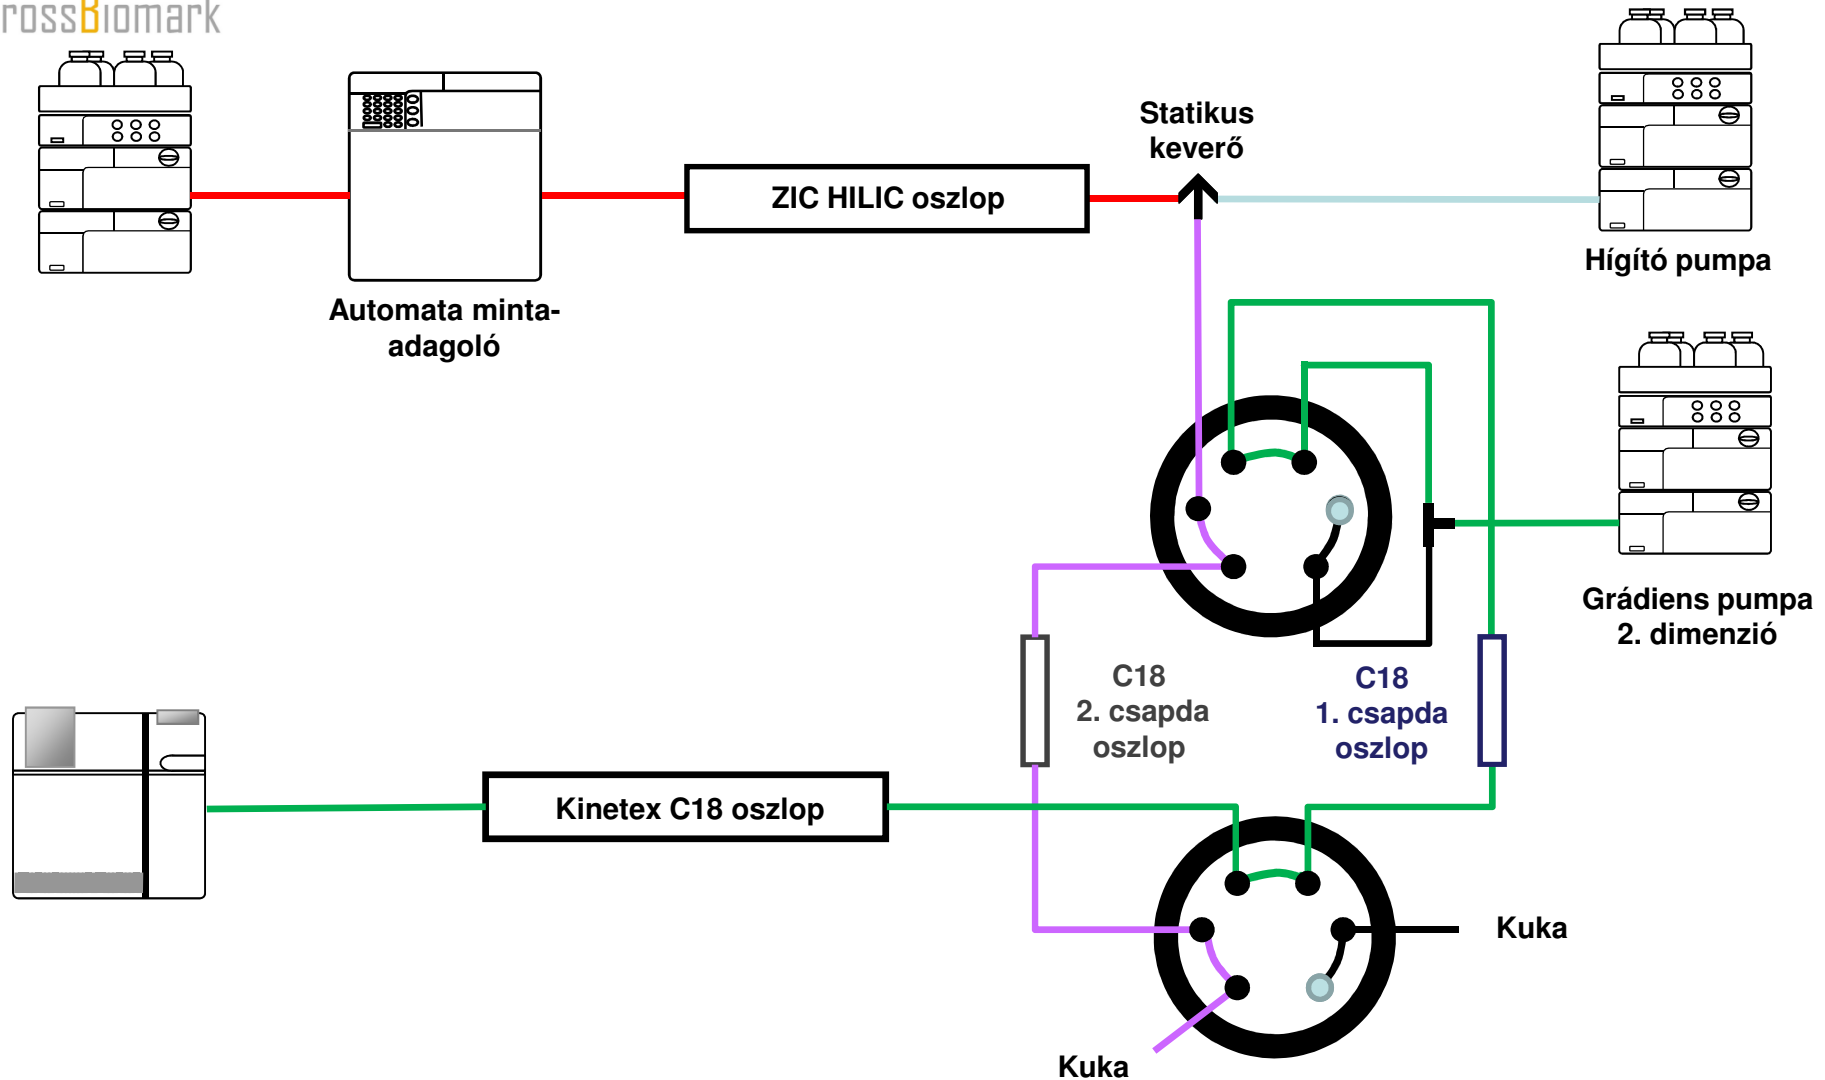 rossBiomark
Statikus
keverő
ZIC HILIC oszlop
Hígító pumpa
Automata minta-
adagoló
Grádiens pumpa
2. dimenzió
C18
2. csapda
oszlop
C18
1. csapda
oszlop
Kinetex C18 oszlop
Kuka
Kuka